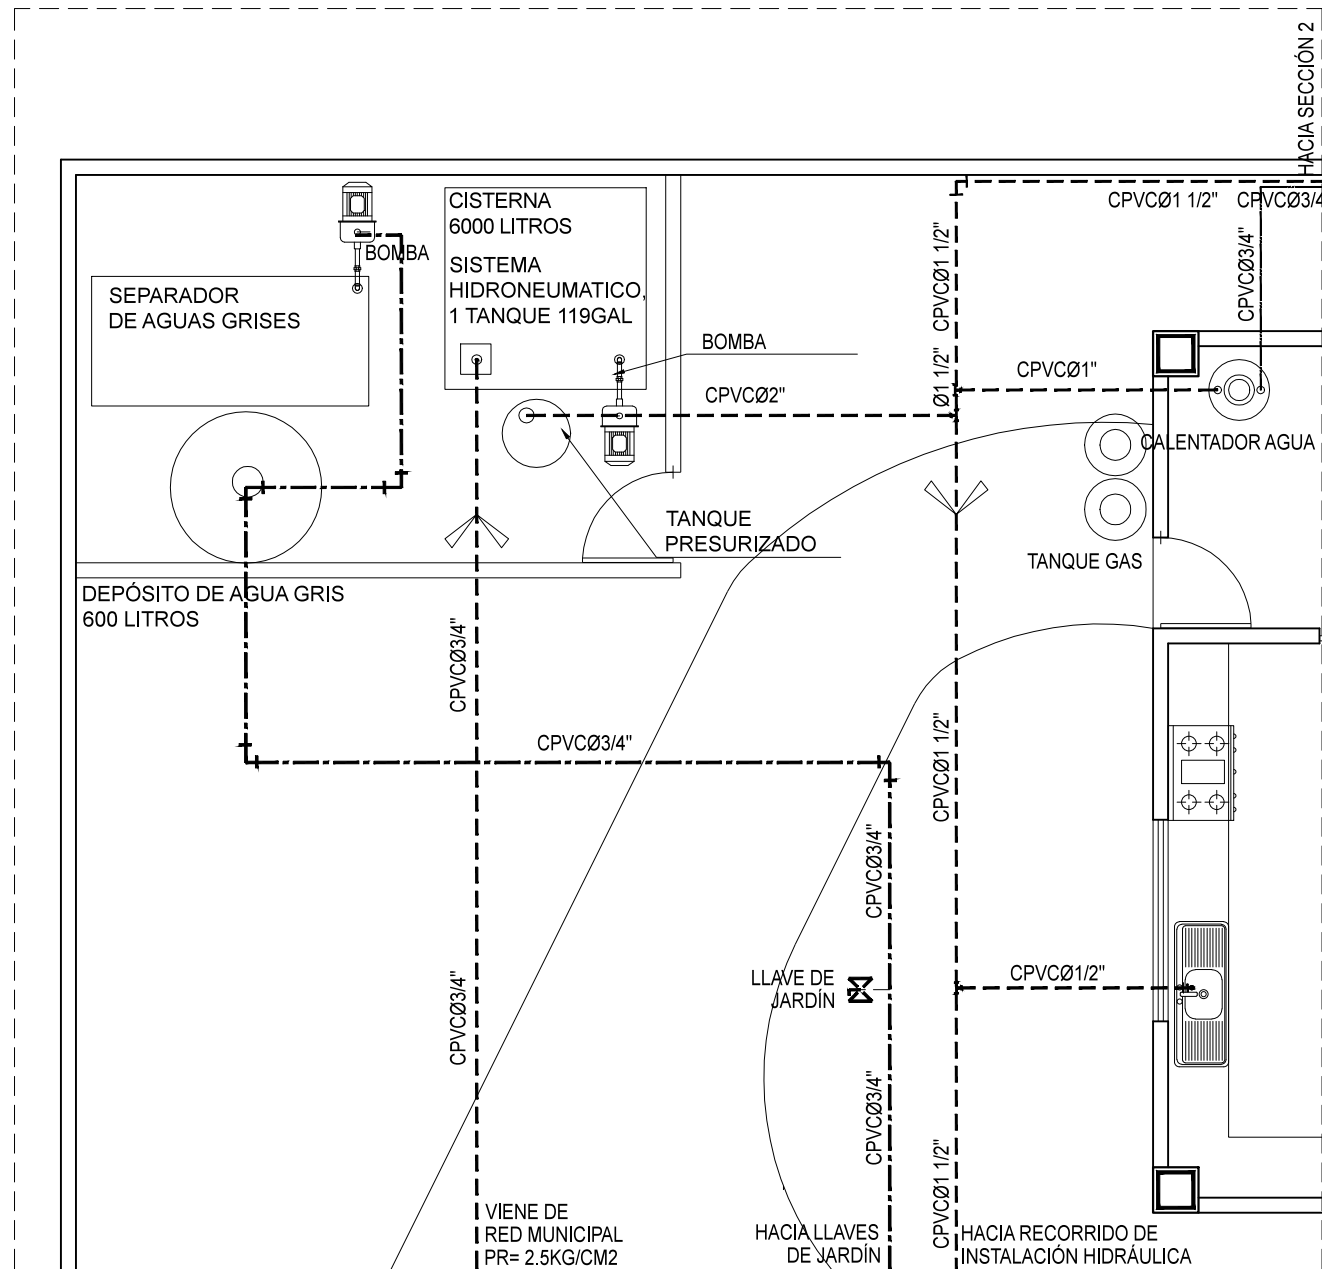 HACIA SECCIÓN 2
CISTERNA
6000 LITROS
SISTEMA
HIDRONEUMATICO,
1 TANQUE 119GAL
BOMBA
SEPARADOR
DE AGUAS GRISES
CPVCØ1 1/2"
CPVCØ3/4
CPVCØ1 1/2"
CPVCØ3/4"
BOMBA
Ø1 1/2"
CPVCØ1"
CPVCØ2"
CALENTADOR AGUA
TANQUE
PRESURIZADO
TANQUE GAS
DEPÓSITO DE AGUA GRIS
600 LITROS
CPVCØ3/4"
CPVCØ3/4"
CPVCØ1 1/2"
CPVCØ3/4"
LLAVE DE
JARDÍN
CPVCØ1/2"
CPVCØ3/4"
CPVCØ3/4"
CPVCØ1 1/2"
VIENE DE
RED MUNICIPAL
PR= 2.5KG/CM2
HACIA LLAVES
DE JARDÍN
HACIA RECORRIDO DE
INSTALACIÓN HIDRÁULICA